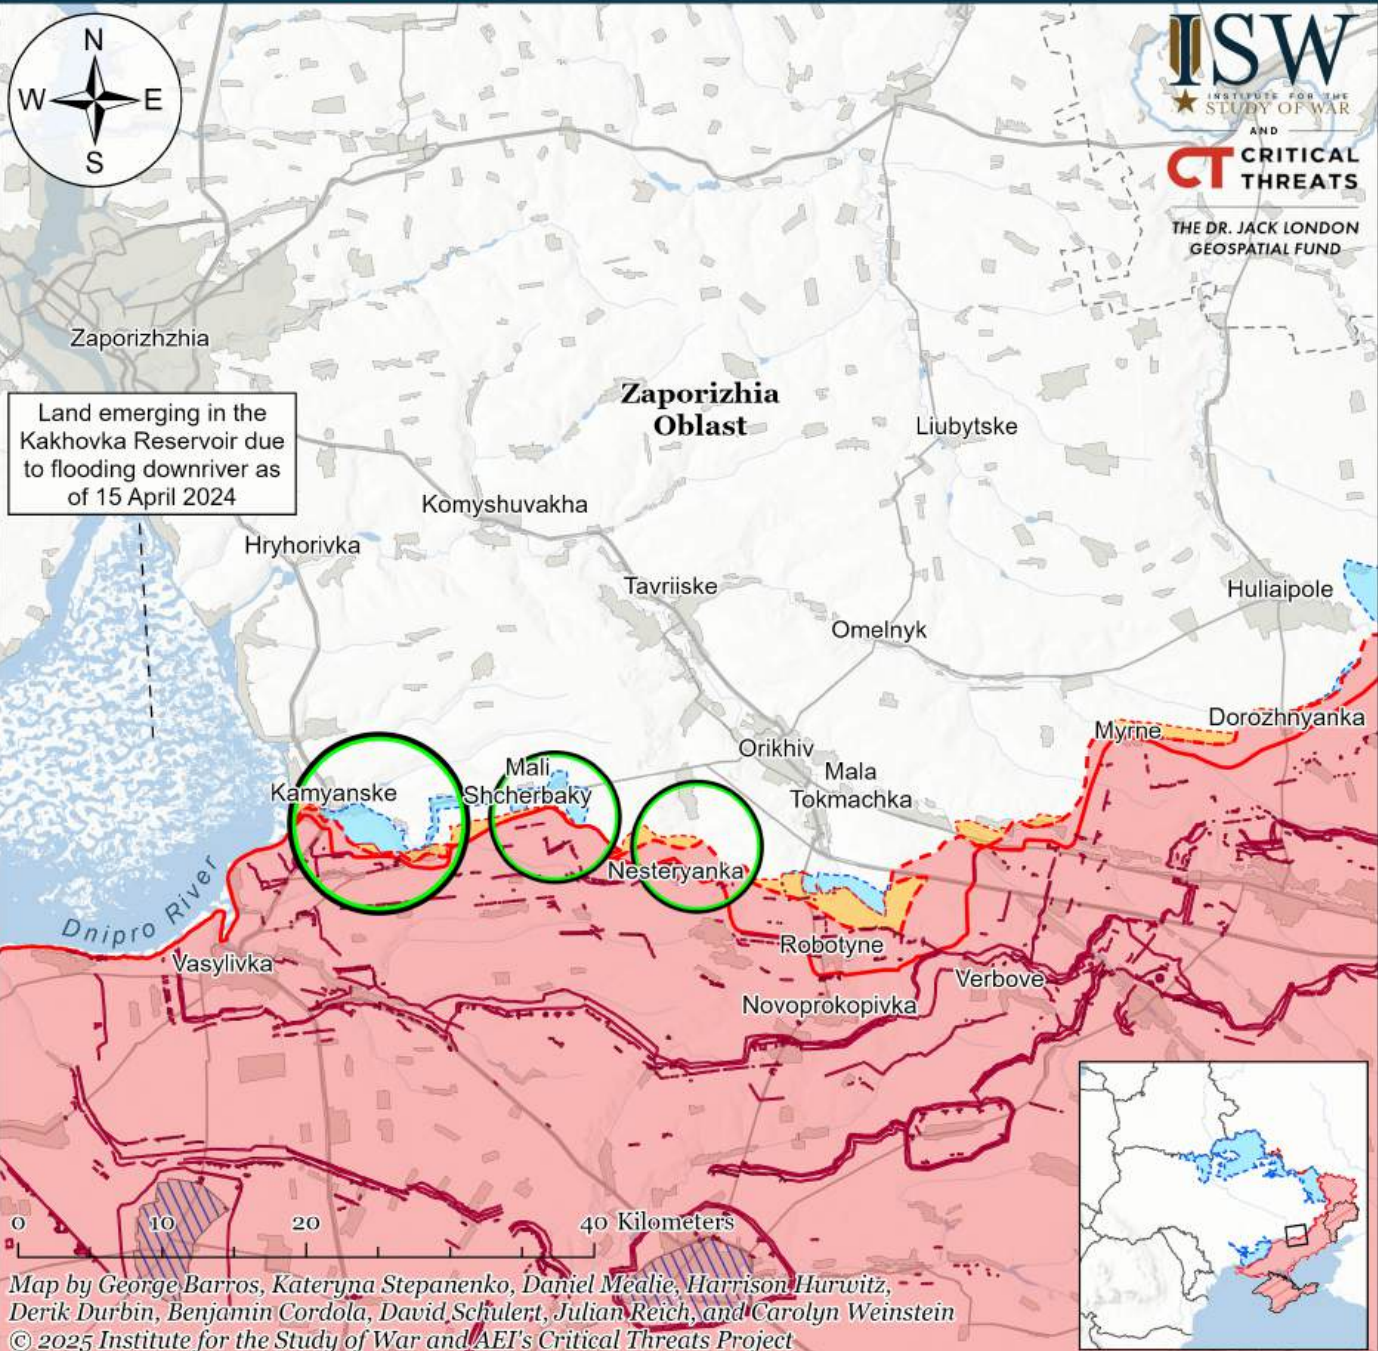 N
W
E
S
ISW
INSTITUTE FOR THE
STUDY OF WAR
AND
CT CRITICAL
THREATS
THE DR. JACK LONDON
GEOSPATIAL FUND
Zaporizhzhia
Zaporizhia
Oblast
Land emerging in the
Kakhovka Reservoir due
to flooding downriver as
of 15 April 2024
Liubytske
Komyshuvakha
Hryhorivka
Tavriiske
Huliaipole
Omelnyk
Dorozhnyanka
Myrne
Orikhiv
Mali
Shcherbaky
Mala
Tokmachka
Kamyanske
Nesteryanka
Dnipro River
Robotyne
Vasylivka
Verbove
Novoprokopivka
0 10 20 40 Kilometers
Map by George Barros, Kateryna Stepanenko, Daniel Mealie, Harrison Hurwitz,
Derik Durbin, Benjamin Cordola, David Schulert, Julian Reich, and Carolyn Weinstein
© 2025 Institute for the Study of War and AEI's Critical Threats Project